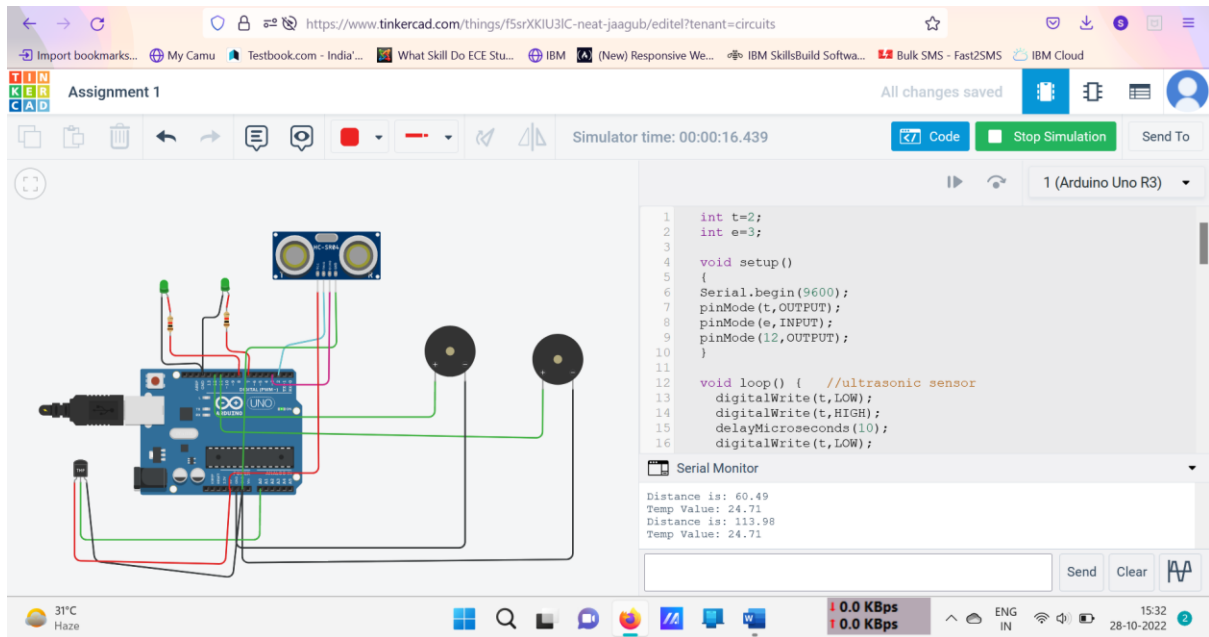 https://www.tinkercad.com/things/f5srXKIU3lC-neat-jaagub/editel?tenant=circuits
S
Import bookmarks... My Camu Testbook.com - India'... What Skill Do ECE Stu... IBM (New) Responsive We... IBM SkillsBuild Softwa... Bulk SMS - Fast2SMS IBM Cloud
TIN
KER
CAD
Assignment 1
All changes saved
Simulator time: 00:00:16.439
Code
Stop Simulation
Send To
1 (Arduino Uno R3)
HC-SR04
DIGITAL (PWM~)
UNO
ARDUINO
TMP
1 int t=2;
2 int e=3;
3
4 void setup()
5 {
6 Serial.begin(9600);
7 pinMode(t,OUTPUT);
8 pinMode(e,INPUT);
9 pinMode(12,OUTPUT);
10 }
11
12 void loop() { //ultrasonic sensor
13 digitalWrite(t,LOW);
14 digitalWrite(t,HIGH);
15 delayMicroseconds(10);
16 digitalWrite(t,LOW);
Serial Monitor
Distance is: 60.49
Temp Value: 24.71
Distance is: 113.98
Temp Value: 24.71
Send
Clear
31°C
Haze
0.0 KBps
0.0 KBps
ENG
IN
15:32
28-10-2022
2